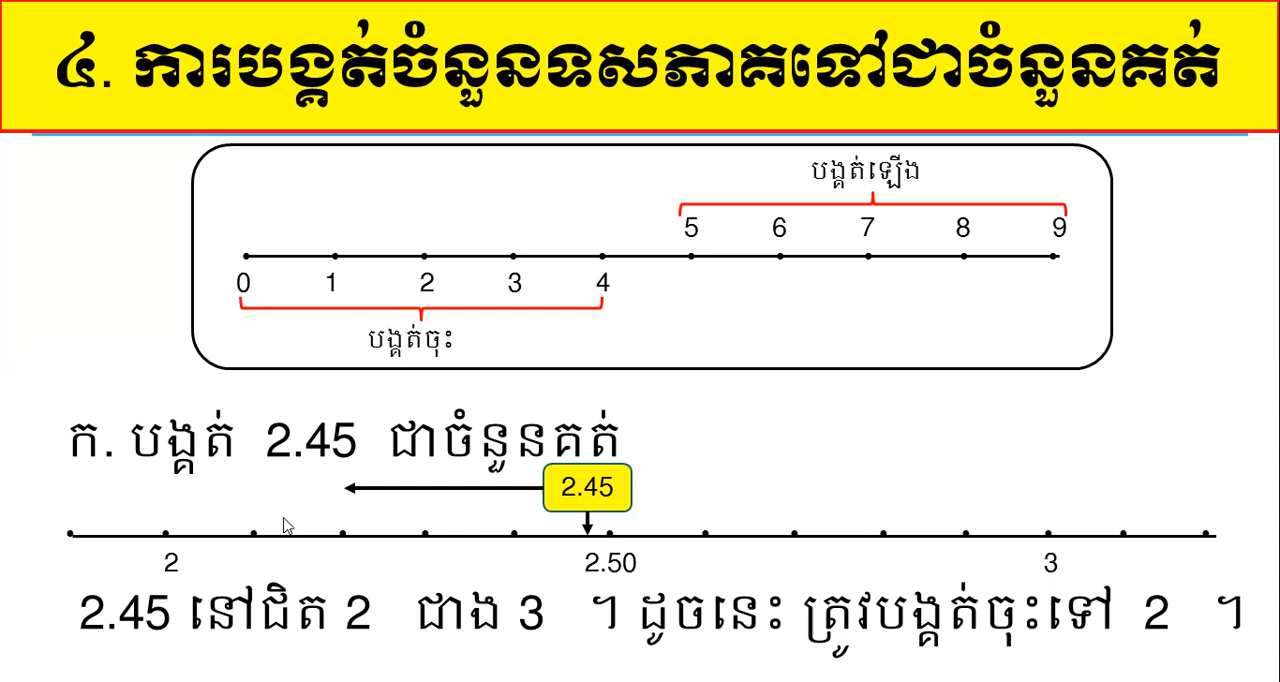 ៤. ការបង្គត់ចំនួនទសភាគទៅជាចំនួនគត់
បង្គត់ឡើង
5 6 7 8 9
0 1 2 3 4
បង្គត់ចុះ
ក. បង្គត់ 2.45 ជាចំនួនគត់
2.45
2 2.50 3
2.45 នៅជិត 2 ជាង 3 ។ ដូចនេះ ត្រូវបង្គត់ចុះទៅ 2 ។